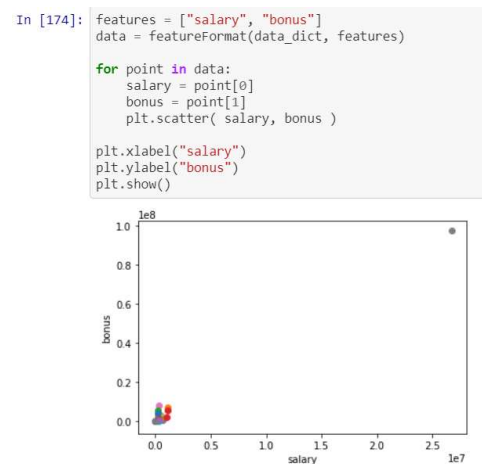 In [174]: features = ["salary", "bonus"]
data = featureFormat(data_dict, features)
for point in data:
salary = point[0]
bonus = point[1]
plt.scatter( salary, bonus )
plt.xlabel("salary")
plt.ylabel("bonus")
plt.show()
1e8
1.0
0.8
0.6
0.4
0.2
0.0
bonus
0.0 0.5 1.0 1.5 2.0 2.5
salary 1e7